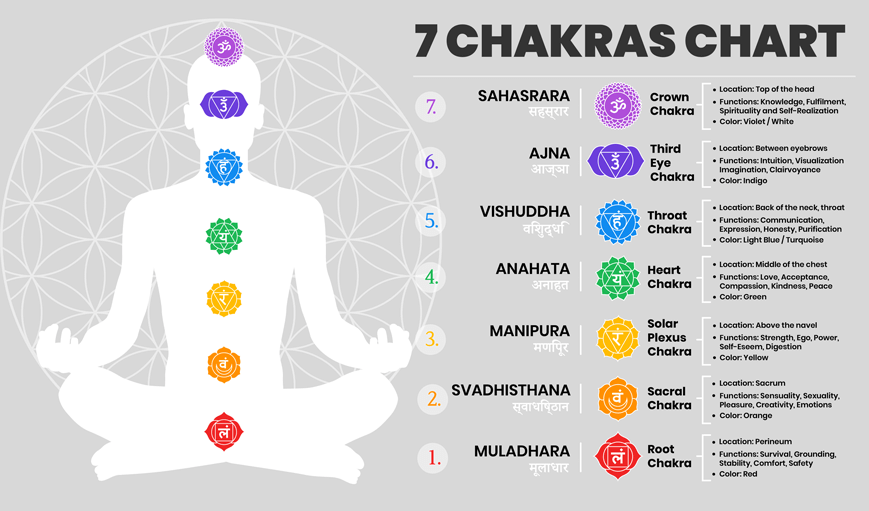 7 CHAKRAS CHART
7.
SAHASRARA
सहस्रार
ॐ
Crown
Chakra
• Location: Top of the head
• Functions: Knowledge, Fulfilment,
Spirituality and Self-Realization
• Color: Violet / White
6.
AJNA
आज्ञा
Third
Eye
Chakra
• Location: Between eyebrows
• Functions: Intuition, Visualization
Imagination, Clairvoyance
• Color: Indigo
5.
VISHUDDHA
हं
Throat
Chakra
• Location: Back of the neck, throat
• Functions: Communication,
Expression, Honesty, Purification
• Color: Light Blue / Turquoise
4.
ANAHATA
अनाहत
यं
Heart
Chakra
• Location: Middle of the chest
• Functions: Love, Acceptance,
Compassion, Kindness, Peace
• Color: Green
3.
MANIPURA
रं
Solar
Plexus
Chakra
• Location: Above the navel
• Functions: Strength, Ego, Power,
Self-Eseem, Digestion
• Color: Yellow
2.
SVADHISTHANA
वं
Sacral
Chakra
• Location: Sacrum
• Functions: Sensuality, Sexuality,
Pleasure, Creativity, Emotions
• Color: Orange
1.
MULADHARA
मूलाधार
लं
Root
Chakra
• Location: Perineum
• Functions: Survival, Grounding,
Stability, Comfort, Safety
• Color: Red
ॐ
हं
यं
रं
वं
लं